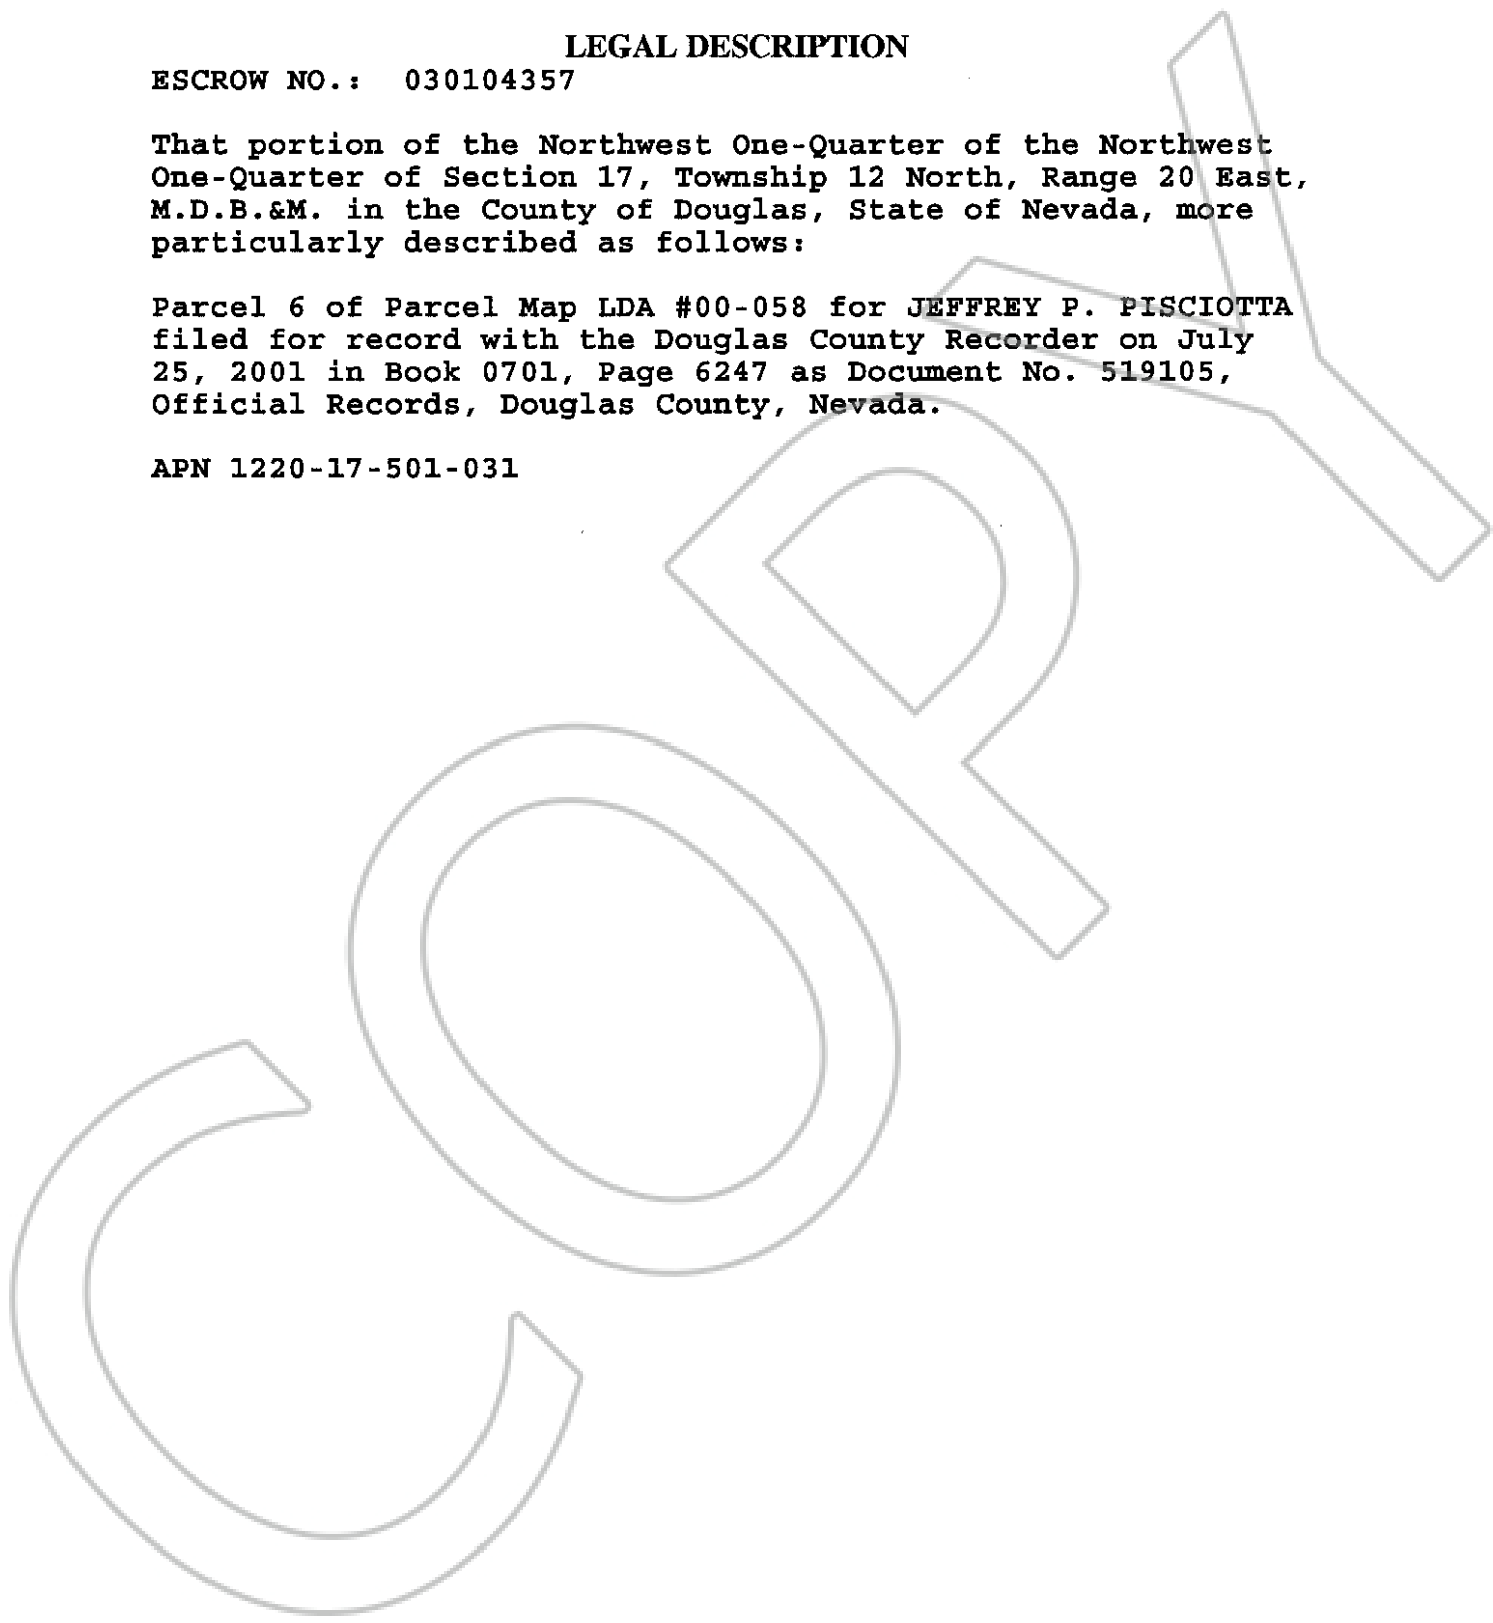 LEGAL DESCRIPTION
ESCROW NO.: 030104357
That portion of the Northwest One-Quarter of the Northwest
One-Quarter of Section 17, Township 12 North, Range 20 East,
M.D.B.&M. in the County of Douglas, State of Nevada, more
particularly described as follows:
Parcel 6 of Parcel Map LDA #00-058 for JEFFREY P. PISCIOTTA
filed for record with the Douglas County Recorder on July
25, 2001 in Book 0701, Page 6247 as Document No. 519105,
Official Records, Douglas County, Nevada.
APN 1220-17-501-031
COPY